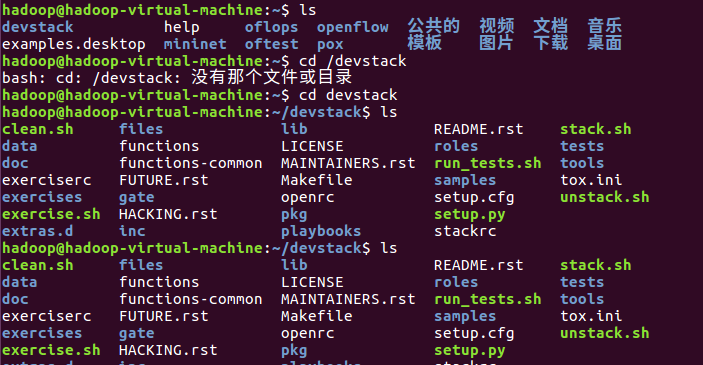 hadoop@hadoop-virtual-machine:~$ ls
devstack help oflops openflow 公共的 视频 文档 音乐
examples.desktop mininet oftest pox 模板 图片 下载 桌面
hadoop@hadoop-virtual-machine:~$ cd /devstack
bash: cd: /devstack: 没有那个文件或目录
hadoop@hadoop-virtual-machine:~$ cd devstack
hadoop@hadoop-virtual-machine:~/devstack$ ls
clean.sh files lib README.rst stack.sh
data functions LICENSE roles tests
doc functions-common MAINTAINERS.rst run_tests.sh tools
exerciserc FUTURE.rst Makefile samples tox.ini
exercises gate openrc setup.cfg unstack.sh
exercise.sh HACKING.rst pkg setup.py
extras.d inc playbooks stackrc
hadoop@hadoop-virtual-machine:~/devstack$ ls
clean.sh files lib README.rst stack.sh
data functions LICENSE roles tests
doc functions-common MAINTAINERS.rst run_tests.sh tools
exerciserc FUTURE.rst Makefile samples tox.ini
exercises gate openrc setup.cfg unstack.sh
exercise.sh HACKING.rst pkg setup.py